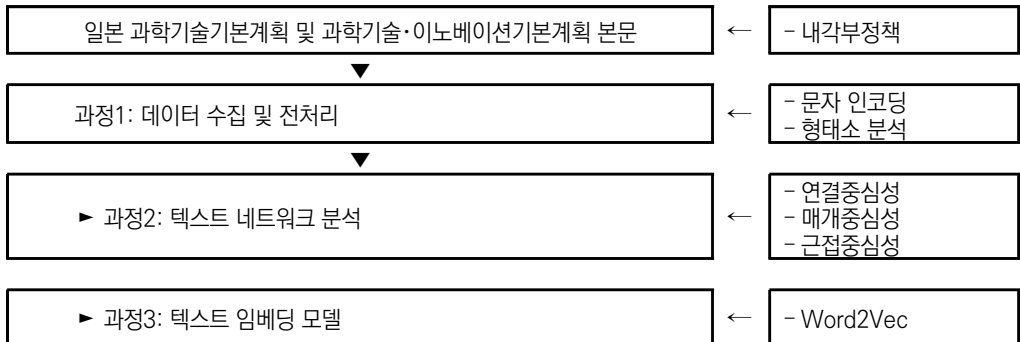 일본 과학기술기본계획 및 과학기술·이노베이션기본계획 본문 ← - 내각부정책
▼
과정1: 데이터 수집 및 전처리 ← - 문자 인코딩
- 형태소 분석
▼
► 과정2: 텍스트 네트워크 분석 ← - 연결중심성
- 매개중심성
- 근접중심성
► 과정3: 텍스트 임베딩 모델 ← - Word2Vec